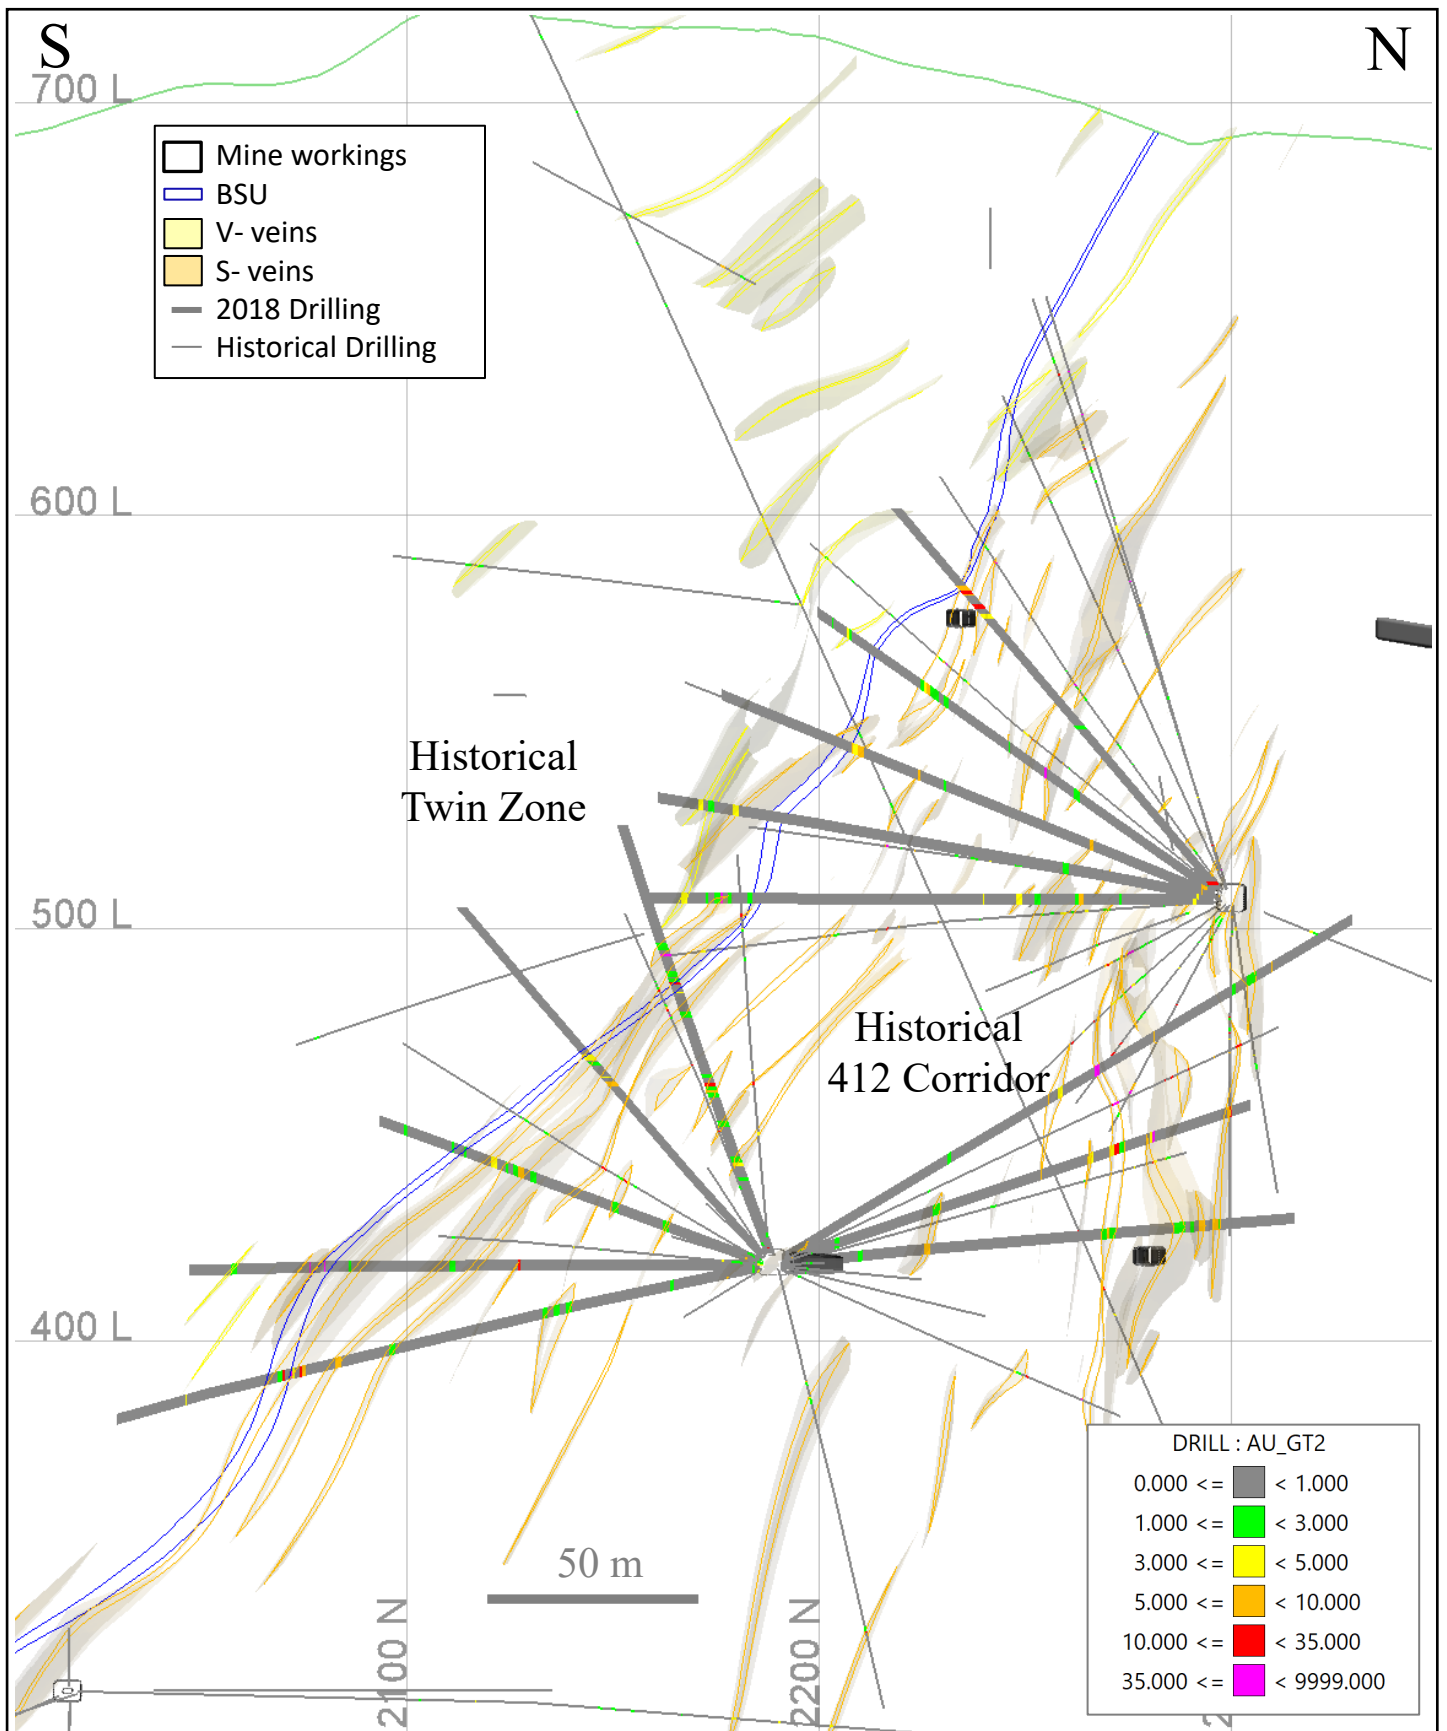 S
N
700 L
Mine workings
BSU
V- veins
S- veins
2018 Drilling
Historical Drilling
600 L
Historical
Twin Zone
500 L
Historical
412 Corridor
400 L
50 m
2100 N
2200 N
2
DRILL : AU_GT2
0.000 <= < 1.000
1.000 <= < 3.000
3.000 <= < 5.000
5.000 <= < 10.000
10.000 <= < 35.000
35.000 <= < 9999.000